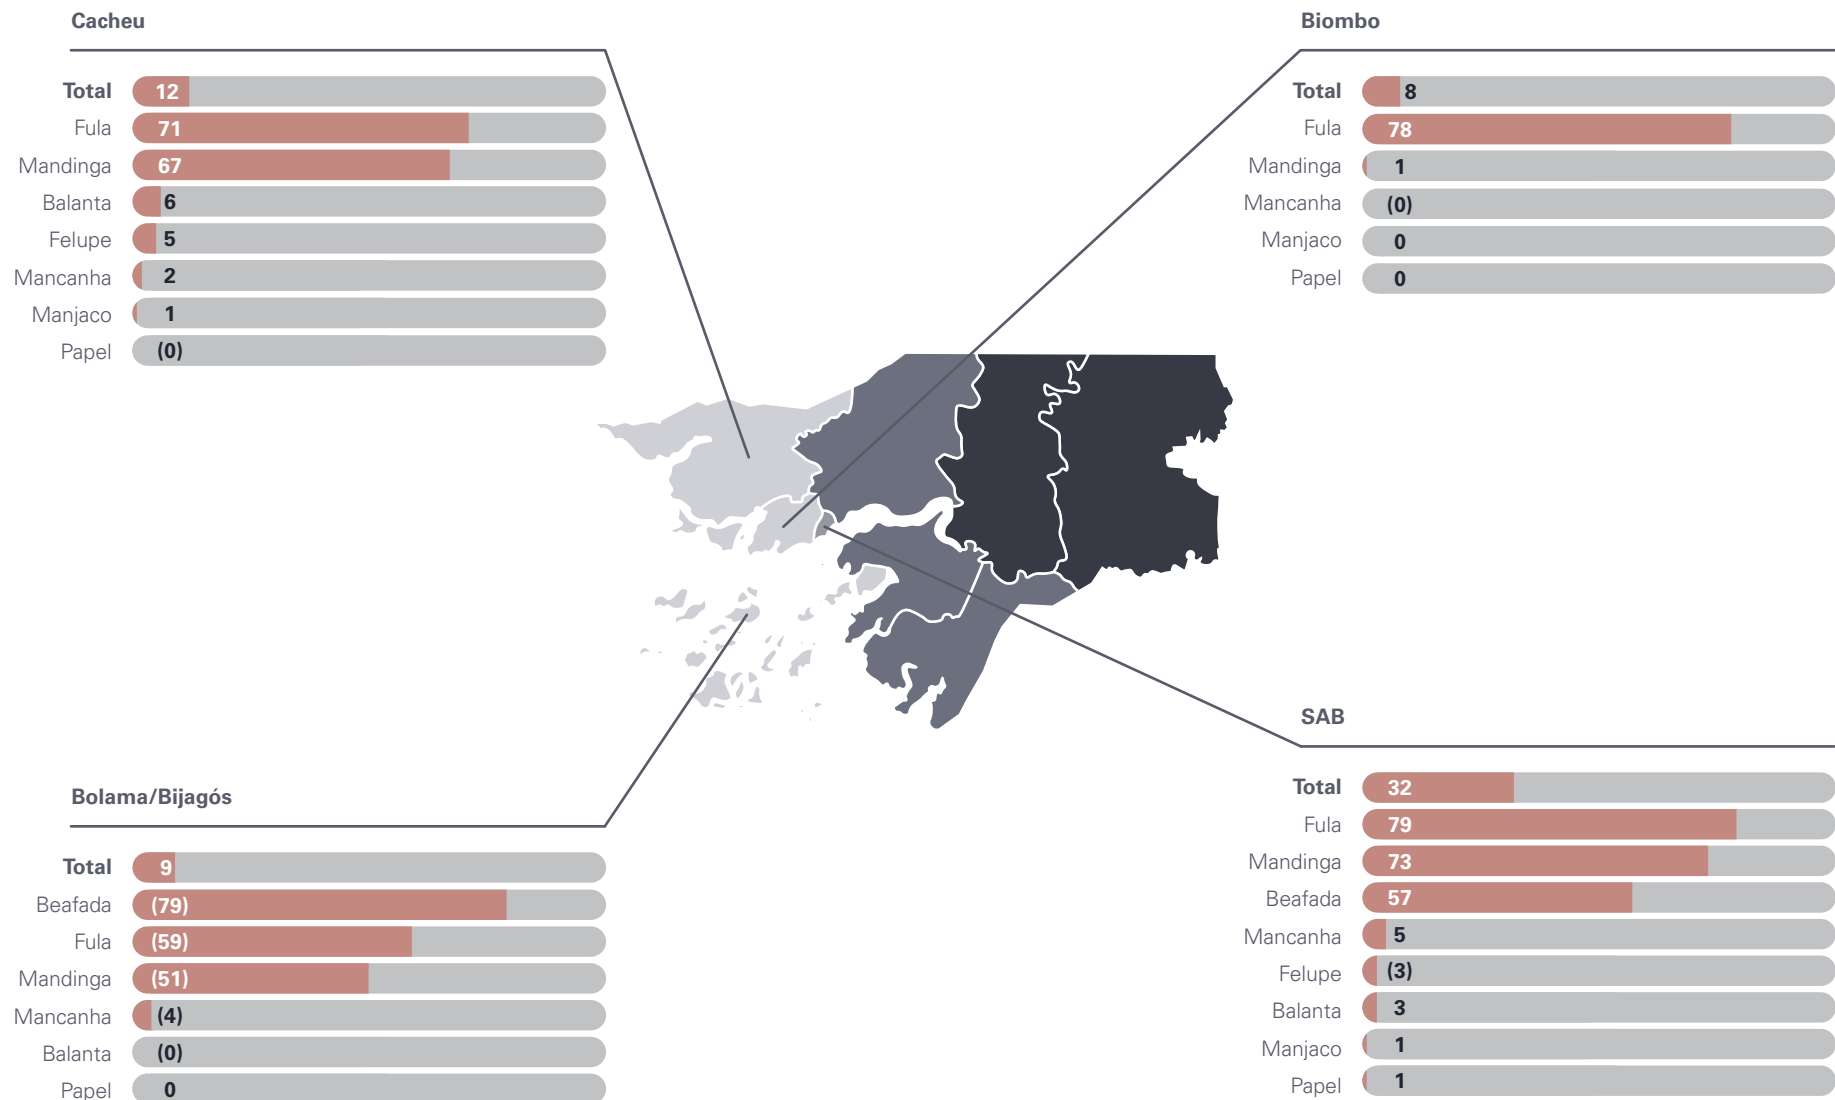 Cacheu
Total 12
Fula 71
Mandinga 67
Balanta 6
Felupe 5
Mancanha 2
Manjaco 1
Papel (0)
Biombo
Total 8
Fula 78
Mandinga 1
Mancanha (0)
Manjaco 0
Papel 0
Bolama/Bijagós
Total 9
Beafada (79)
Fula (59)
Mandinga (51)
Mancanha (4)
Balanta (0)
Papel 0
SAB
Total 32
Fula 79
Mandinga 73
Beafada 57
Mancanha 5
Felupe (3)
Balanta 3
Manjaco 1
Papel 1